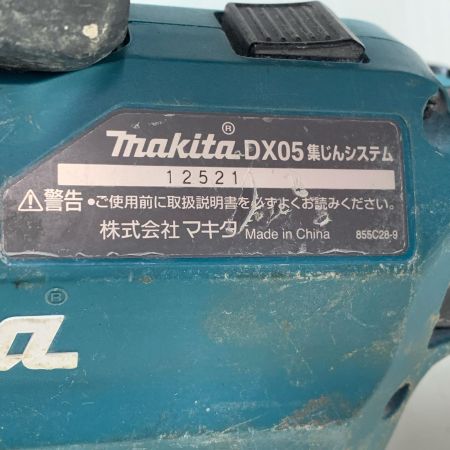 makita® DX05 集じんシステム
12521
⚠警告 •ご使用前に取扱説明書を必ずよくお読みください。
株式会社 マキタ Made in China 855C28-9
®
a